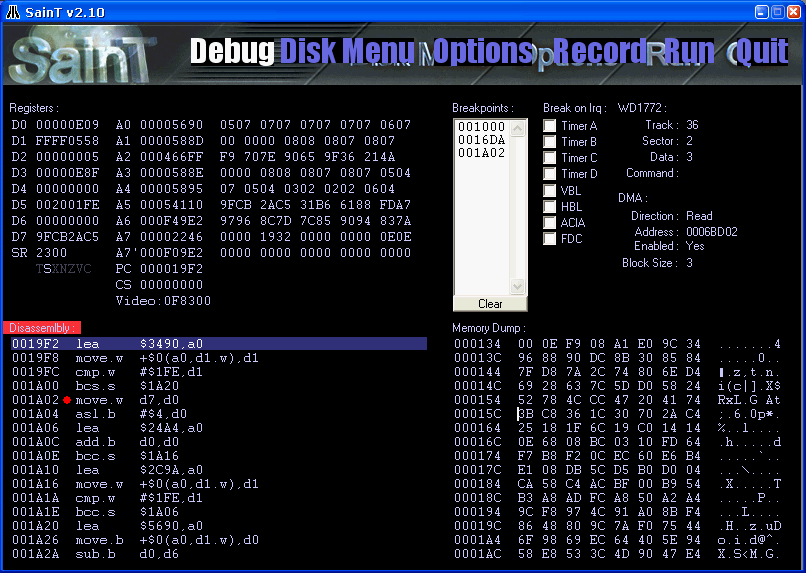 SainT v2.10
SainT
Debug Disk Menu Options Record Run Quit
Registers :
D0 00000E09 A0 00005690 0507 0707 0707 0707 0607
D1 FFFF0558 A1 0000588D 00 0000 0808 0807 0807
D2 00000005 A2 000466FF F9 707E 9065 9F36 214A
D3 00000E8F A3 0000588E 0000 0808 0807 0807 0504
D4 00000000 A4 00005895 07 0504 0302 0202 0604
D5 002001FE A5 00054110 9FCB 2AC5 31B6 6188 FDA7
D6 00000000 A6 000F49E2 9796 8C7D 7C85 9094 837A
D7 9FCB2AC5 A7 00002246 0000 1932 0000 0000 0E0E
SR 2300 A7'000F09E2 0000 0000 0000 0000 0000
TSXNZVC PC 000019F2
CS 00000000
Video:0F8300
Breakpoints :
001000
0016DA
001A02
Clear
Break on Irq :
Timer A
Timer B
Timer C
Timer D
VBL
HBL
ACIA
FDC
WD1772 :
Track : 36
Sector : 2
Data : 3
Command :
DMA :
Direction : Read
Address : 0006BD02
Enabled : Yes
Block Size : 3
Disassembly :
0019F2 lea $3490,a0
0019F8 move.w +$0(a0,d1.w),d1
0019FC cmp.w #$1FE,d1
001A00 bcs.s $1A20
001A02 move.w d7,d0
001A04 asl.b #$4,d0
001A06 lea $24A4,a0
001A0C add.b d0,d0
001A0E bcc.s $1A16
001A10 lea $2C9A,a0
001A16 move.w +$0(a0,d1.w),d1
001A1A cmp.w #$1FE,d1
001A1E bcc.s $1A06
001A20 lea $5690,a0
001A26 move.b +$0(a0,d1.w),d0
001A2A sub.b d0,d6
Memory Dump :
000134 00 0E F9 08 A1 E0 9C 34 .......4
00013C 96 88 90 DC 8B 30 85 84 .....0..
000144 7F D8 7A 2C 74 80 6E D4 ▮.z,t.n.
00014C 69 28 63 7C 5D D0 58 24 i(c|].X$
000154 52 78 4C CC 47 20 41 74 RxL.G At
00015C 3B C8 36 1C 30 70 2A C4 ;.6.0p*.
000164 25 18 1F 6C 19 C0 14 14 %..l....
00016C 0E 68 08 BC 03 10 FD 64 .h.....d
000174 F7 B8 F2 0C EC 60 E6 B4 .....`..
00017C E1 08 DB 5C D5 B0 D0 04 ...\....
000184 CA 58 C4 AC BF 00 B9 54 .X.....T
00018C B3 A8 AD FC A8 50 A2 A4 .....P..
00019C 9C F8 97 4C 91 A0 8B F4 ...L....
00019C 86 48 80 9C 7A F0 75 44 .H..z.uD
0001A4 6F 98 69 EC 64 40 5E 94 o.i.d@^.
0001AC 58 E8 53 3C 4D 90 47 E4 X.S<M.G.